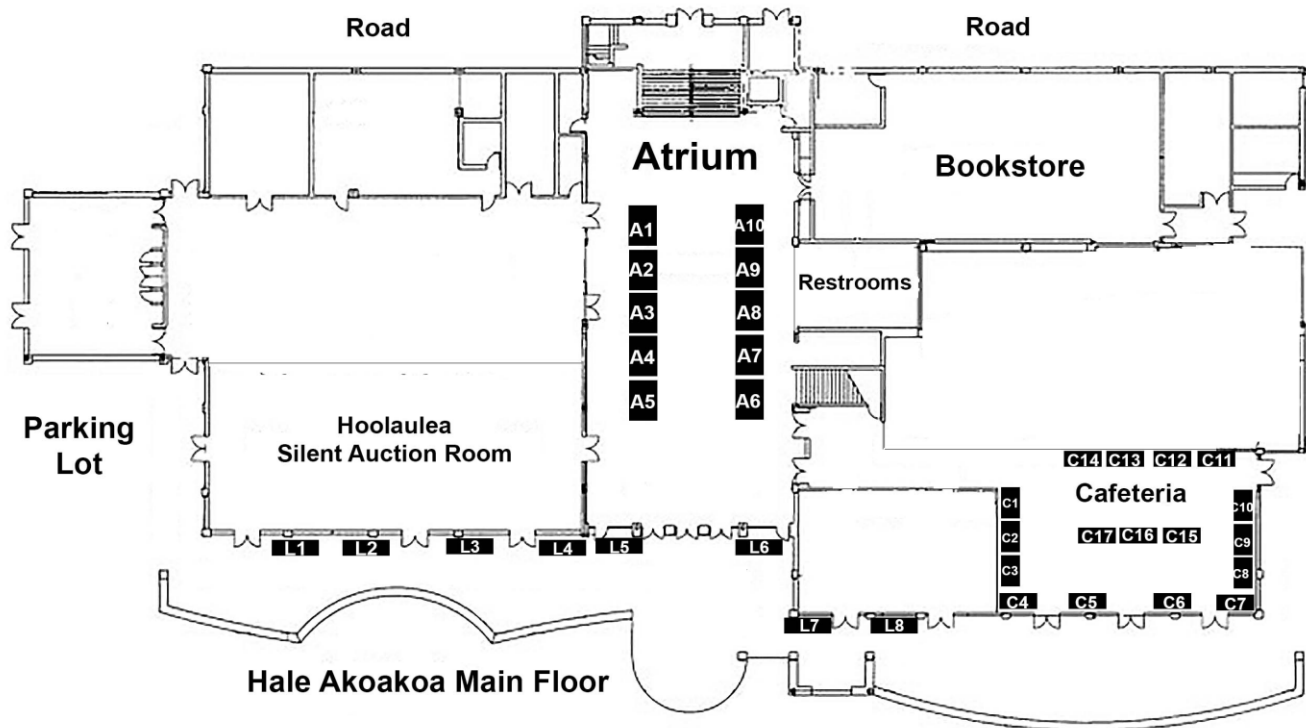 Road
Road
Atrium
Bookstore
A1
A10
A2
A9
Restrooms
A3
A8
A4
A7
A5
A6
Parking
Lot
Hoolaulea
Silent Auction Room
C14
C13
C12
C11
Cafeteria
C1
C10
C2
C17
C16
C15
C9
C3
C8
L1
L2
L3
L4
L5
L6
C4
C5
C6
C7
L7
L8
Hale Akoakoa Main Floor